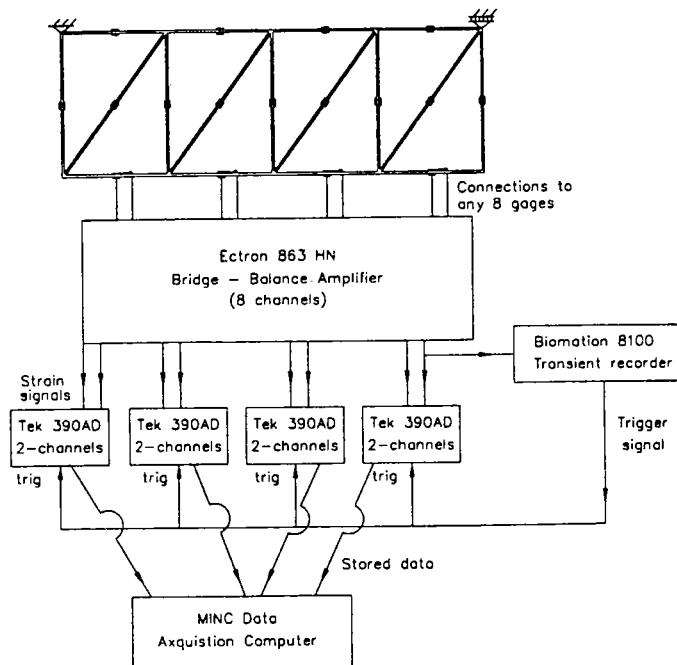 Connections to
any 8 gages
Ectron 863 HN
Bridge – Balance Amplifier
(8 channels)
Biomation 8100
Transient recorder
Strain
signals
Tek 390AD
2-channels
Tek 390AD
2-channels
Tek 390AD
2-channels
Tek 390AD
2-channels
Trigger
signal
trig
trig
trig
trig
Stored data
MINC Data
Axquistion Computer